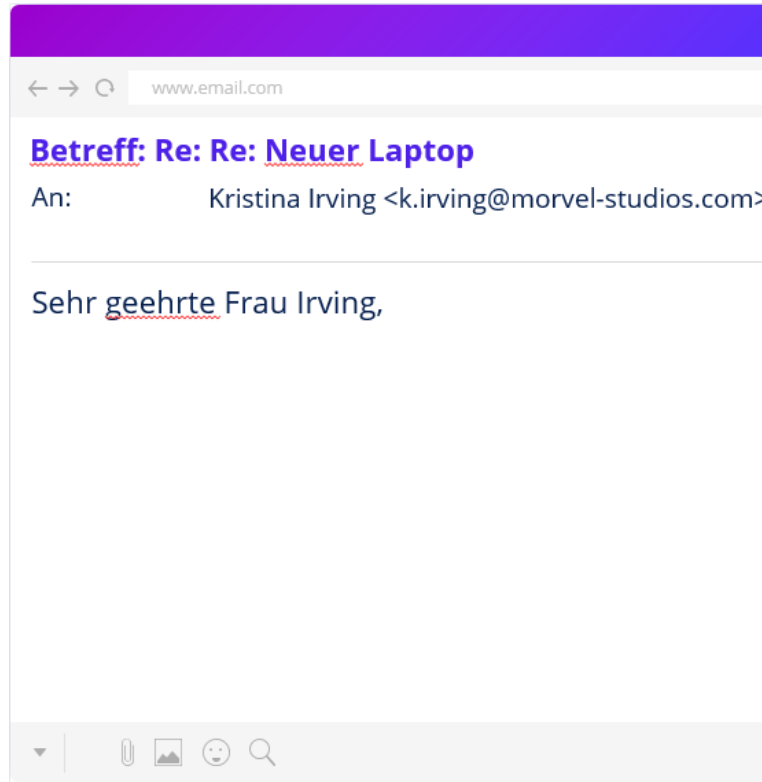 www.email.com
Betreff: Re: Re: Neuer Laptop
An: Kristina Irving <k.irving@morvel-studios.com>
Sehr geehrte Frau Irving,